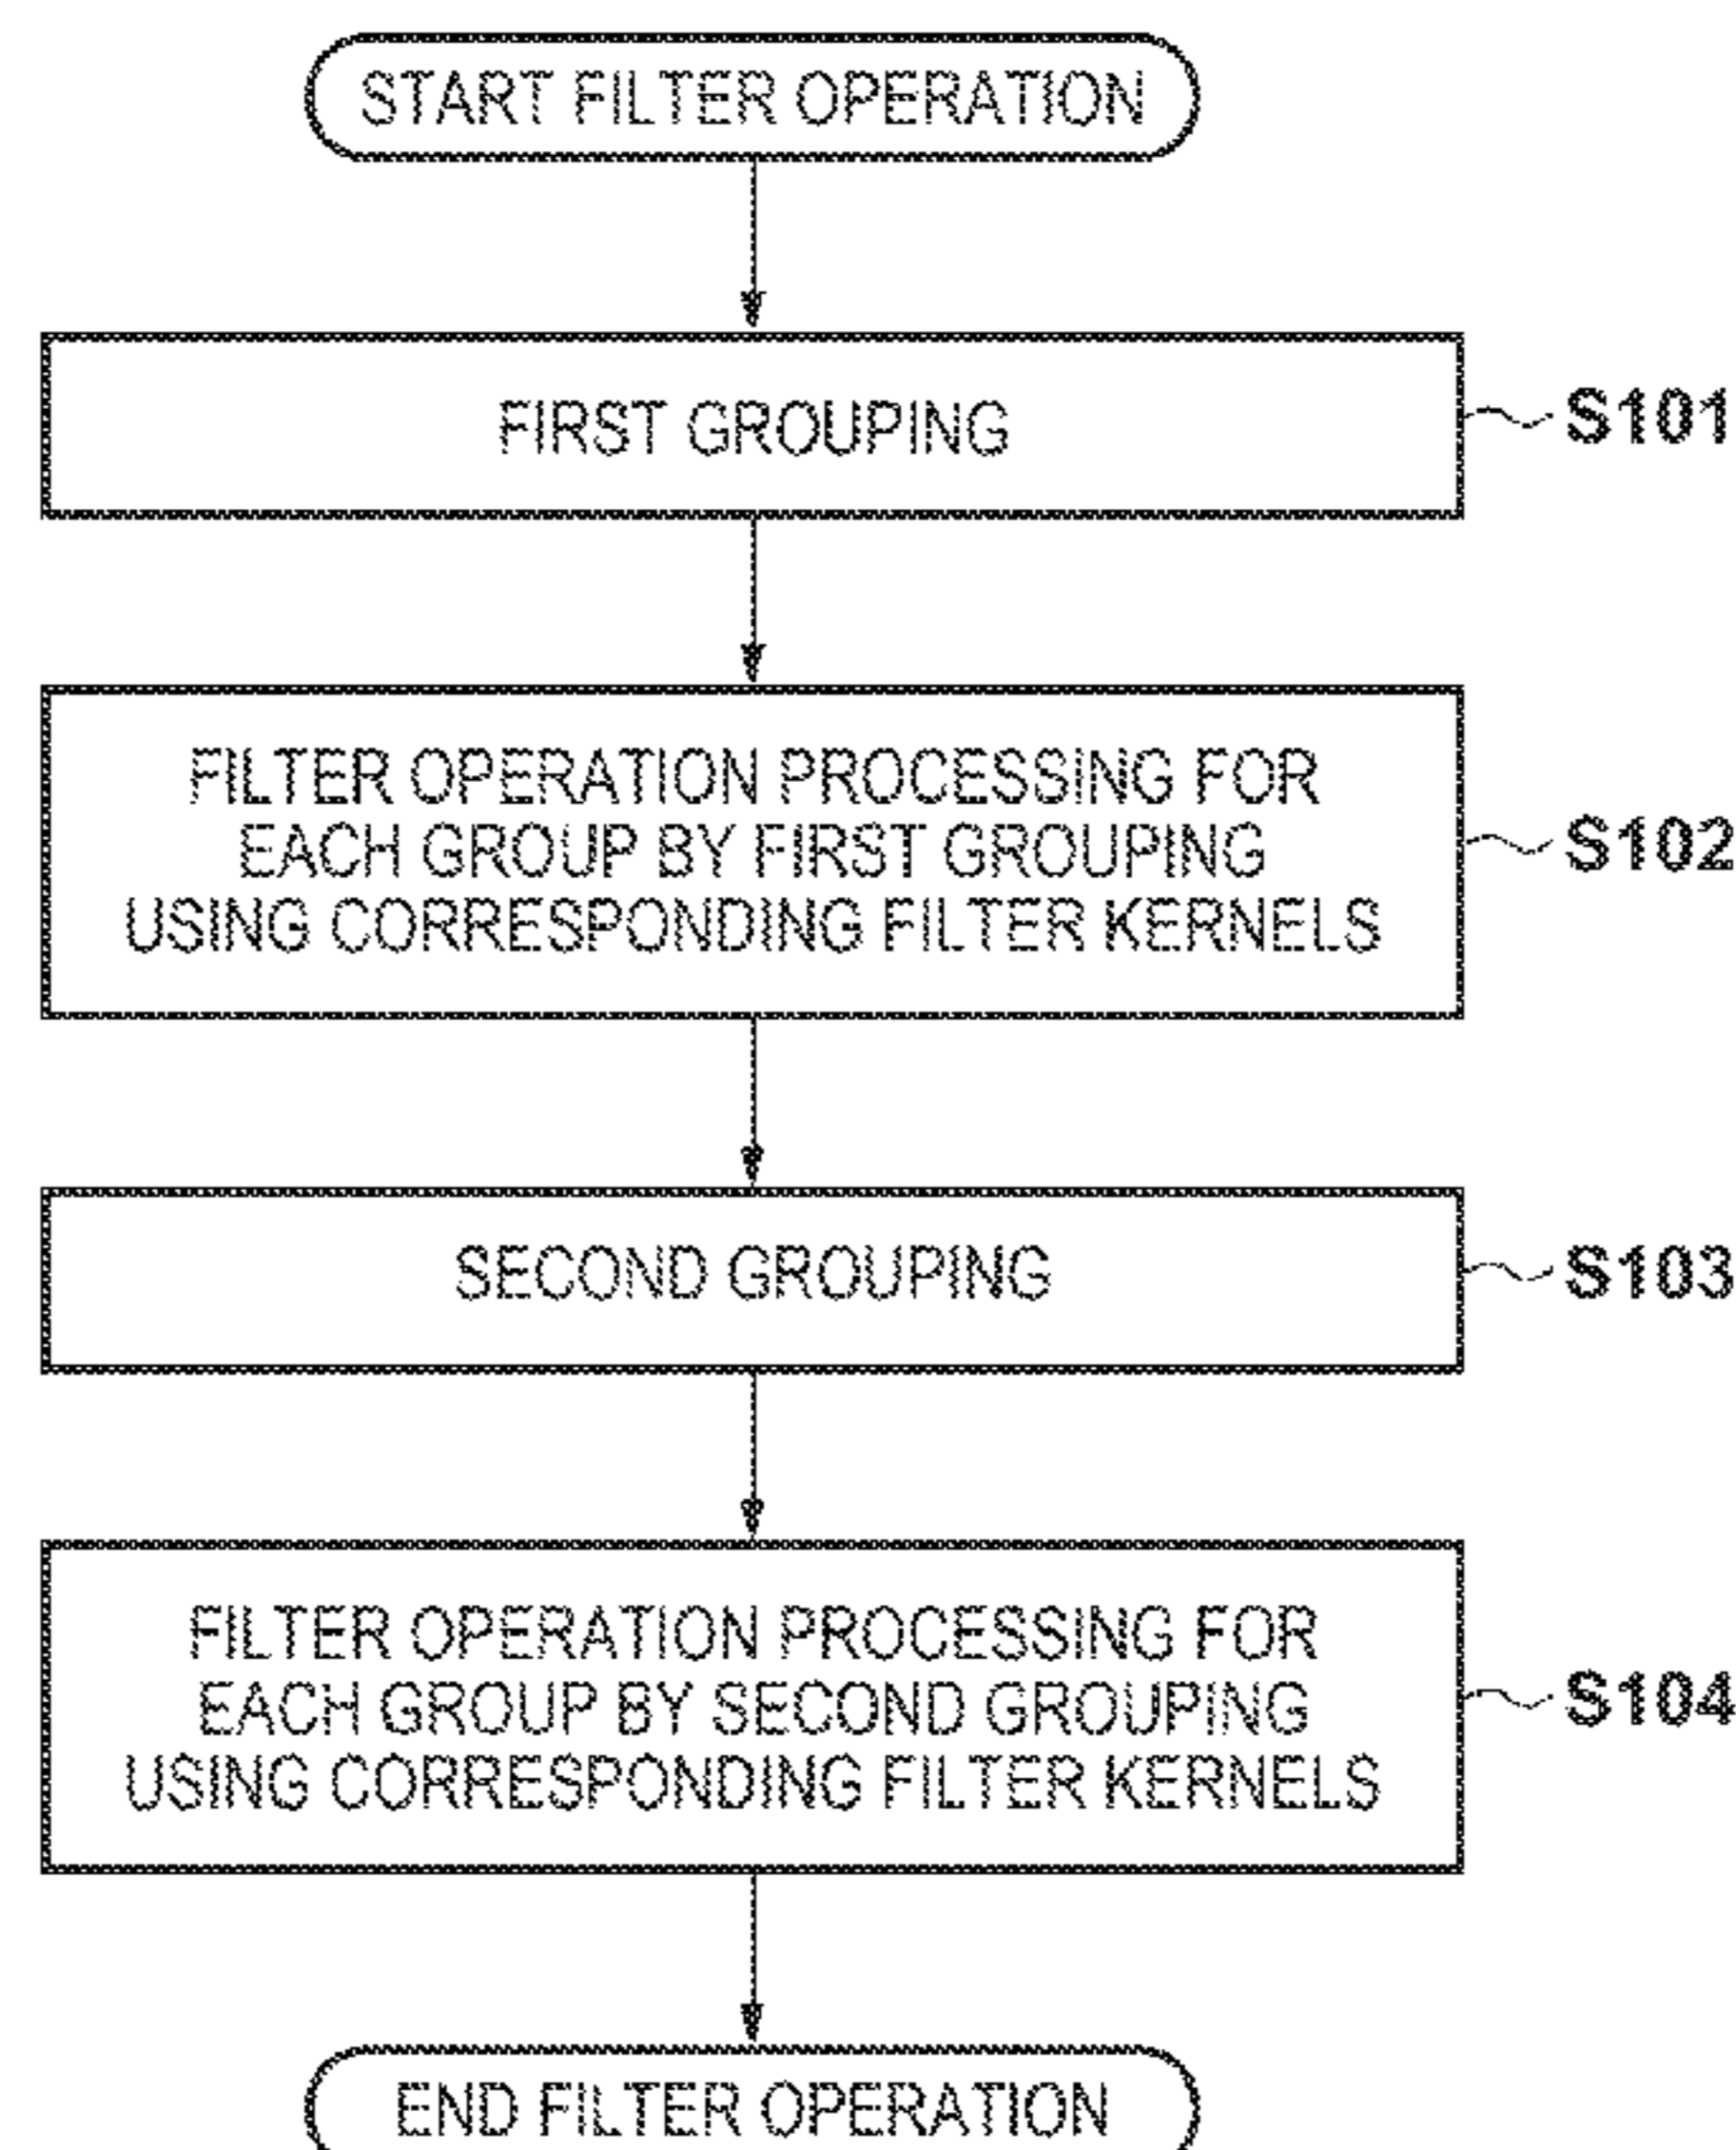 START FILTER OPERATION
FIRST GROUPING
S101
FILTER OPERATION PROCESSING FOR
EACH GROUP BY FIRST GROUPING
USING CORRESPONDING FILTER KERNELS
S102
SECOND GROUPING
S103
FILTER OPERATION PROCESSING FOR
EACH GROUP BY SECOND GROUPING
USING CORRESPONDING FILTER KERNELS
S104
END FILTER OPERATION